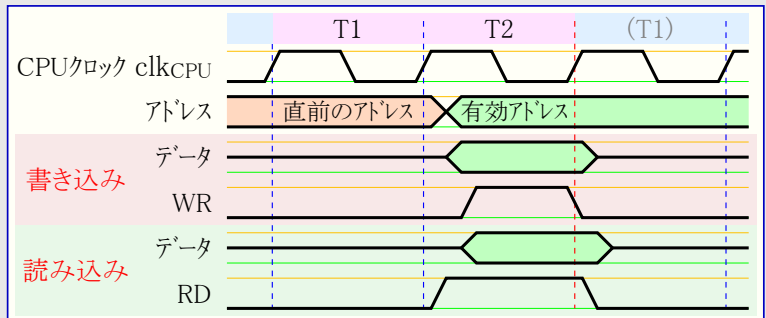 T1 T2 (T1)
CPUクロック clkCPU
アドレス 直前のアドレス 有効アドレス
データ
書き込み
WR
データ
読み込み
RD